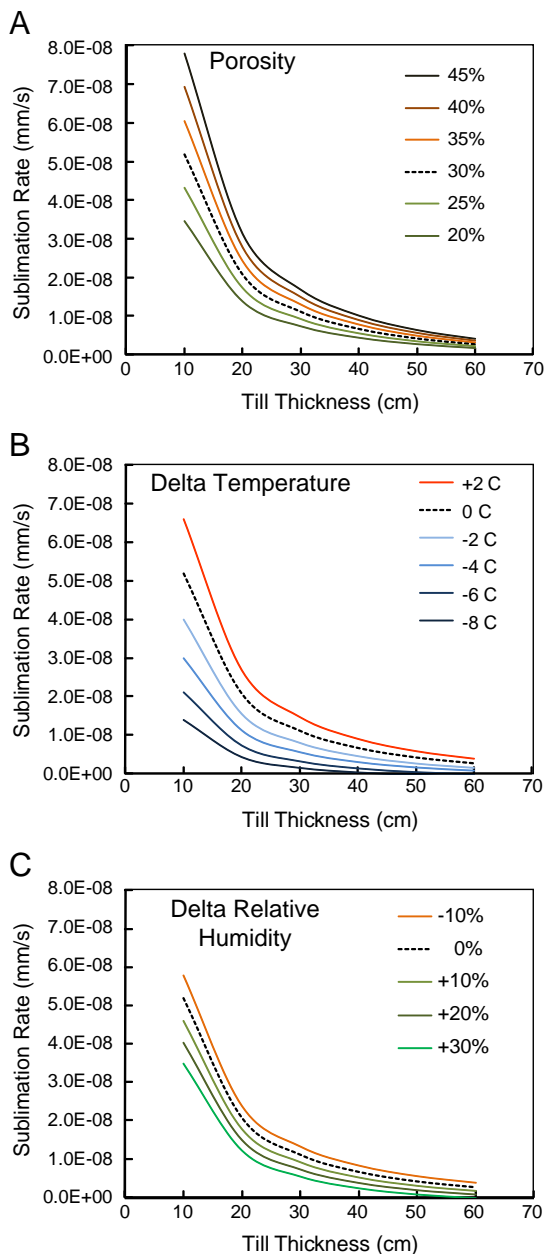 A
Porosity
Sublimation Rate (mm/s)
8.0E-08
7.0E-08
6.0E-08
5.0E-08
4.0E-08
3.0E-08
2.0E-08
1.0E-08
0.0E+00
45%
40%
35%
30%
25%
20%
0 10 20 30 40 50 60 70
Till Thickness (cm)
B
Delta Temperature
Sublimation Rate (mm/s)
8.0E-08
7.0E-08
6.0E-08
5.0E-08
4.0E-08
3.0E-08
2.0E-08
1.0E-08
0.0E+00
+2 C
0 C
-2 C
-4 C
-6 C
-8 C
0 10 20 30 40 50 60 70
Till Thickness (cm)
C
Delta Relative
Humidity
Sublimation Rate (mm/s)
8.0E-08
7.0E-08
6.0E-08
5.0E-08
4.0E-08
3.0E-08
2.0E-08
1.0E-08
0.0E+00
-10%
0%
+10%
+20%
+30%
0 10 20 30 40 50 60 70
Till Thickness (cm)